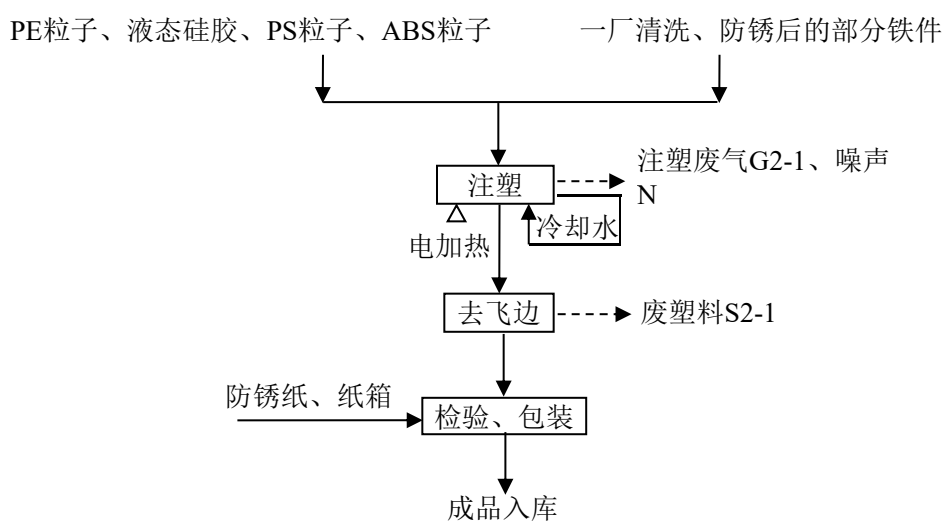 PE粒子、液态硅胶、PS粒子、ABS粒子
一厂清洗、防锈后的部分铁件
注塑
注塑废气G2-1、噪声
N
冷却水
电加热
去飞边
废塑料S2-1
防锈纸、纸箱
检验、包装
成品入库